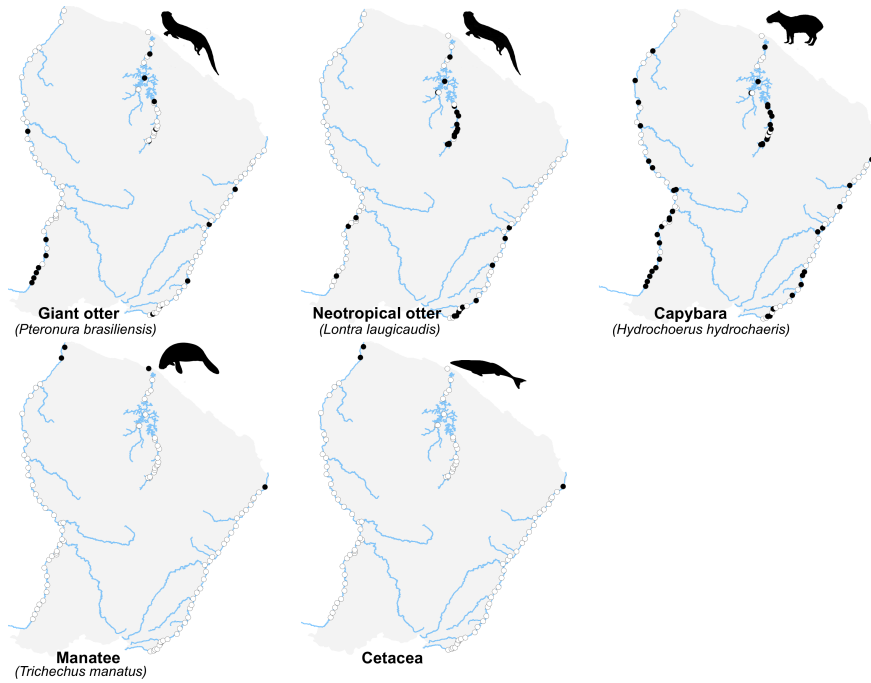 Giant otter
(Pteronura brasiliensis)
Neotropical otter
(Lontra laugicaudis)
Capybara
(Hydrochoerus hydrochaeris)
Manatee
(Trichechus manatus)
Cetacea